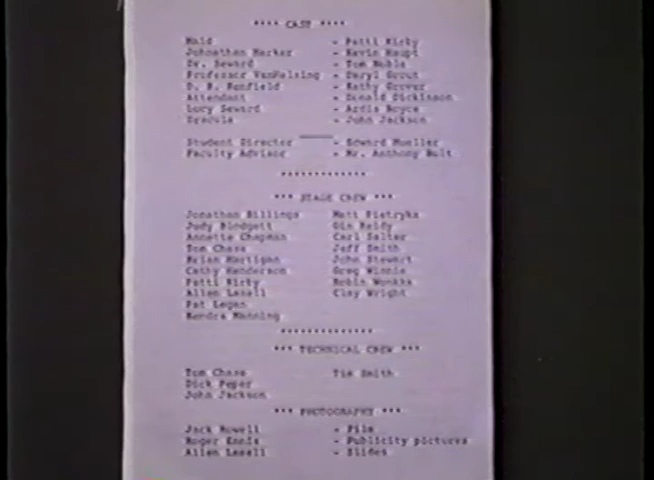 **** CAST ****
Maid - Patti Kirby
Johnathan Harker - Kevin Haupt
Dr. Seward - Tom Noble
Professor VanHelsing - Daryl Grout
D. R. Renfield - Kathy Grover
Attendant - Donald Dickinson
Lucy Seward - Ardis Boyce
Dracula - John Jackson
Student Director - Edward Mueller
Faculty Advisor - Mr. Anthony Bolt
*************
*** STAGE CREW ***
Jonathan Billings Matt Pietryka
Judy Blodgett Gin Reidy
Annette Chapman Carl Salter
Tom Chase Jeff Smith
Brian Hartigan John Stewart
Cathy Henderson Greg Winnie
Patti Kirby Robin
Allen Lasell Clay Wright
Pat Legan
Kendra Manning
**************
*** TECHNICAL CREW ***
Tom Chase Tim Smith
Dick Peper
John Jackson
*** PHOTOGRAPHY ***
Jack Rowell - Film
Roger Ennis - Publicity pictures
Allen Lasell - Slides